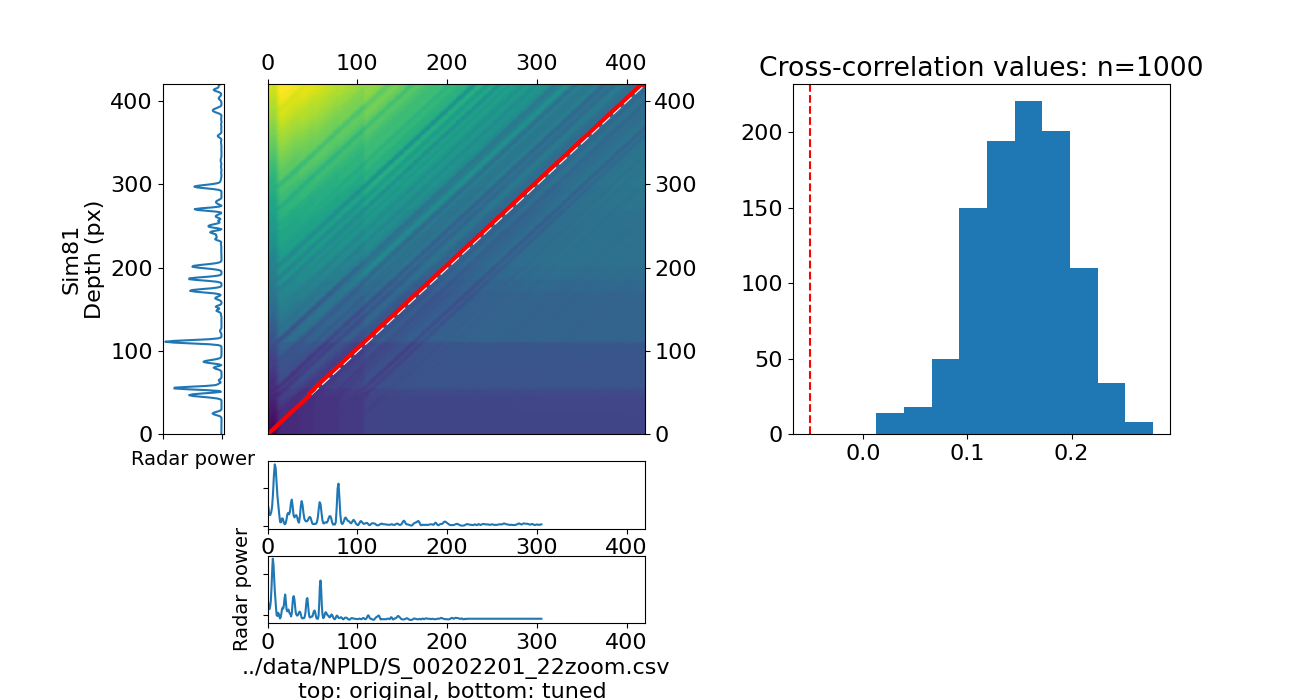 0 100 200 300 400
Cross-correlation values: n=1000
400
300
200
100
0
Sim81
Depth (px)
Radar power
400
300
200
100
0
200
150
100
50
0
0.0 0.1 0.2
0 100 200 300 400
Radar power
0 100 200 300 400
../data/NPLD/S_00202201_22zoom.csv
top: original, bottom: tuned